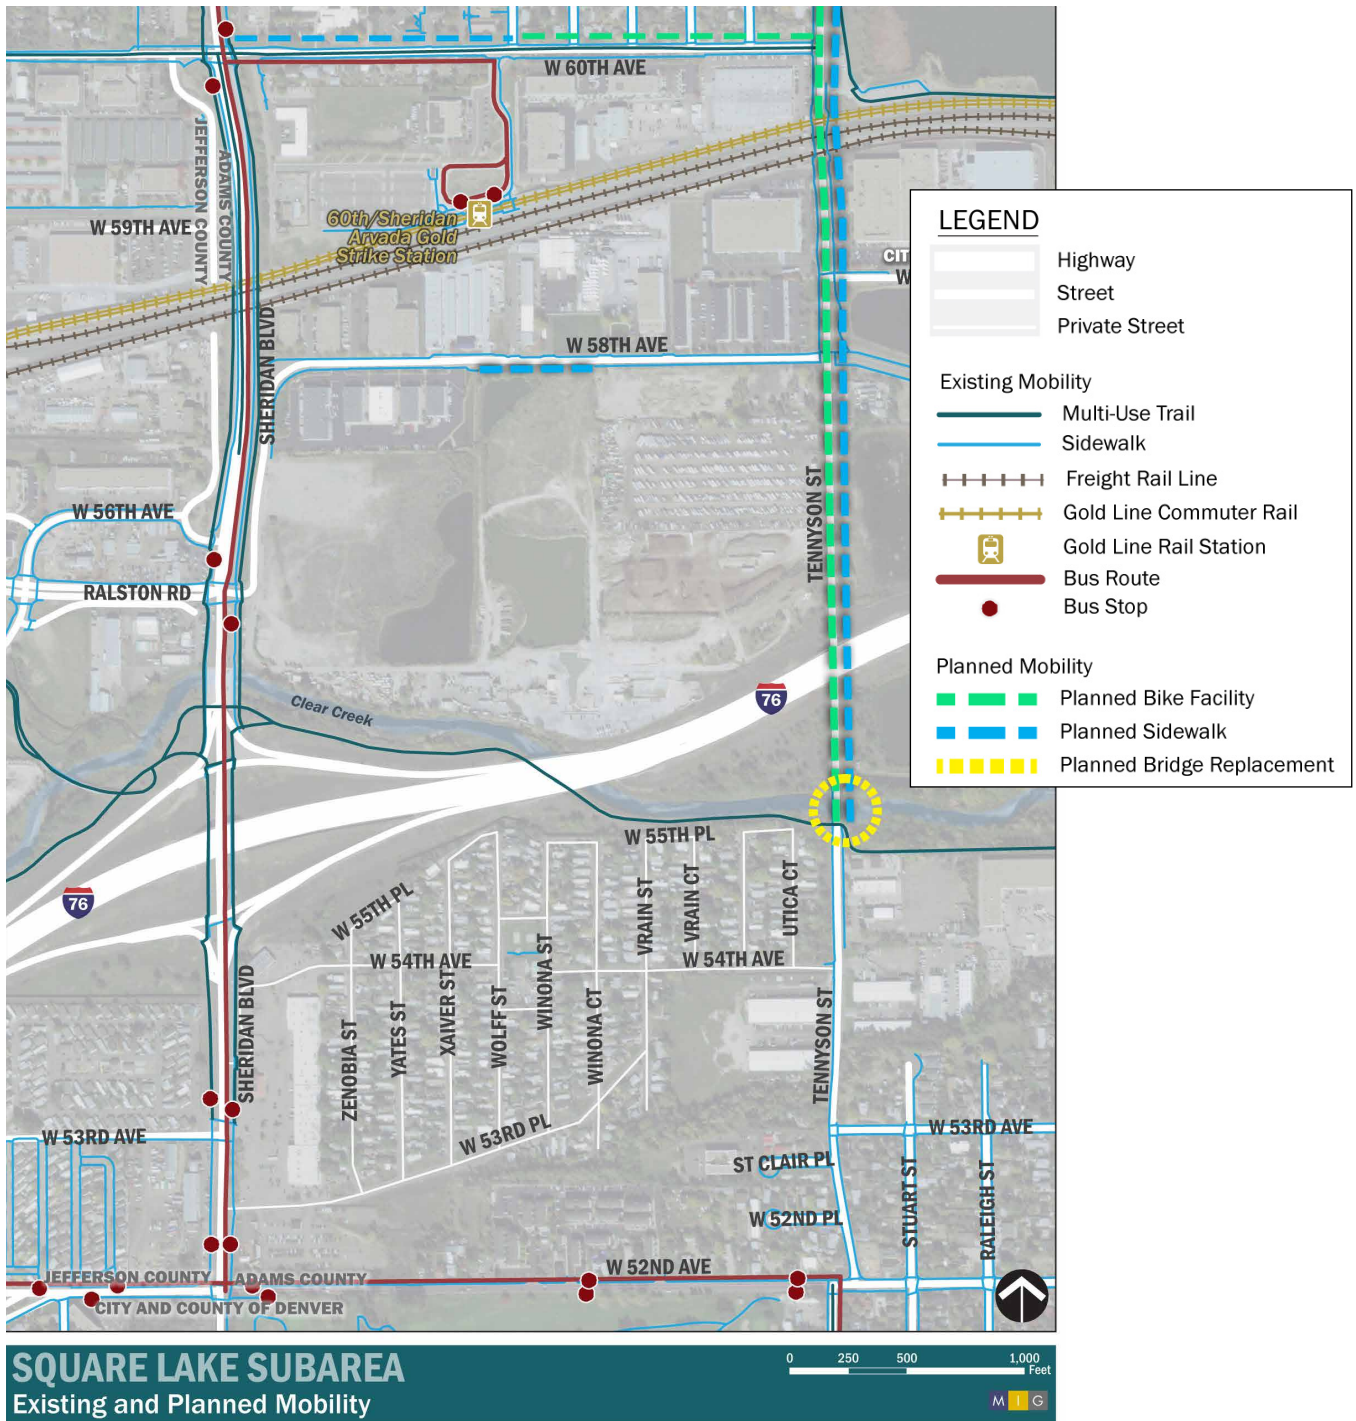 W 60TH AVE
JEFFERSON COUNTY
ADAMS COUNTY
W 59TH AVE
60th/Sheridan
Arvada Gold
Strike Station
CIT
W
SHERIDAN BLVD
W 58TH AVE
W 56TH AVE
TENNYSON ST
RALSTON RD
Clear Creek
76
W 55TH PL
76
W 55TH PL
VRAIN ST
VRAIN CT
UTICA CT
W 54TH AVE
W 54TH AVE
SHERIDAN BLVD
ZENOBIA ST
YATES ST
XAIVER ST
WOLFF ST
WINONA ST
WINONA CT
TENNYSON ST
W 53RD AVE
W 53RD PL
W 53RD AVE
ST CLAIR PL
STUART ST
RALEIGH ST
W 52ND PL
W 52ND AVE
JEFFERSON COUNTY
ADAMS COUNTY
CITY AND COUNTY OF DENVER
LEGEND
Highway
Street
Private Street
Existing Mobility
Multi-Use Trail
Sidewalk
Freight Rail Line
Gold Line Commuter Rail
Gold Line Rail Station
Bus Route
Bus Stop
Planned Mobility
Planned Bike Facility
Planned Sidewalk
Planned Bridge Replacement
SQUARE LAKE SUBAREA
Existing and Planned Mobility
0 250 500 1,000
Feet
M I G